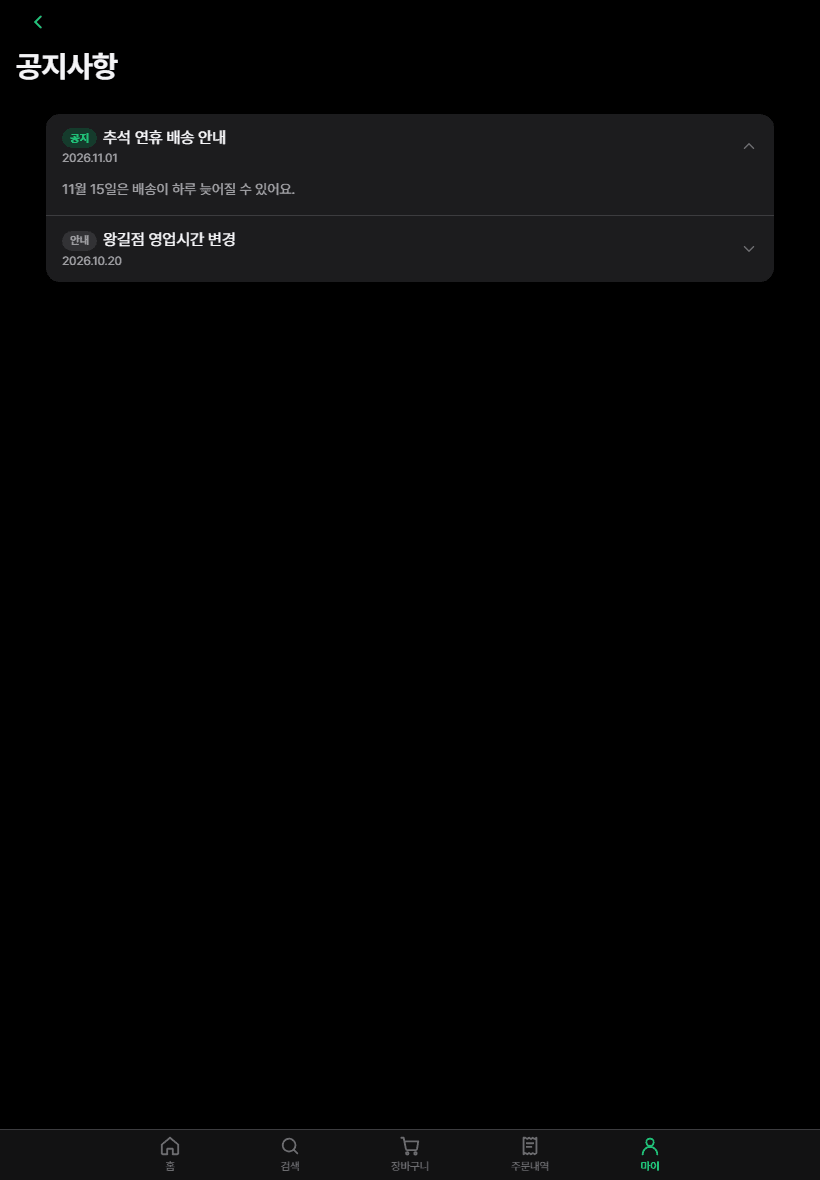 공지사항
공지 추석 연휴 배송 안내
2026.11.01
11월 15일은 배송이 하루 늦어질 수 있어요.
안내 왕길점 영업시간 변경
2026.10.20
홈 검색 장바구니 주문내역 마이